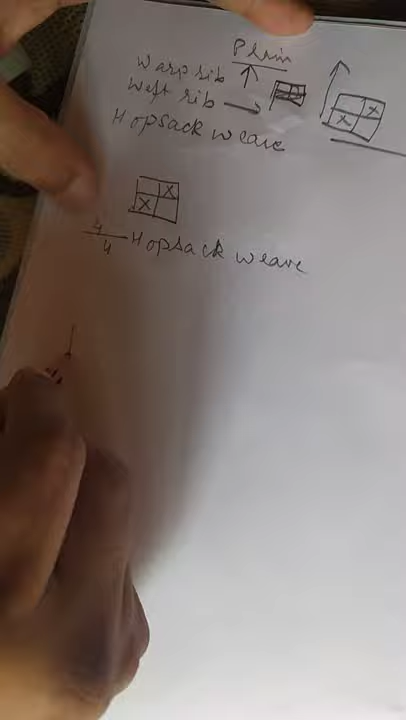 Plain
Warp rib
Weft rib
Hopsack weave
X
X
X
X
4/4 Hopsack weave